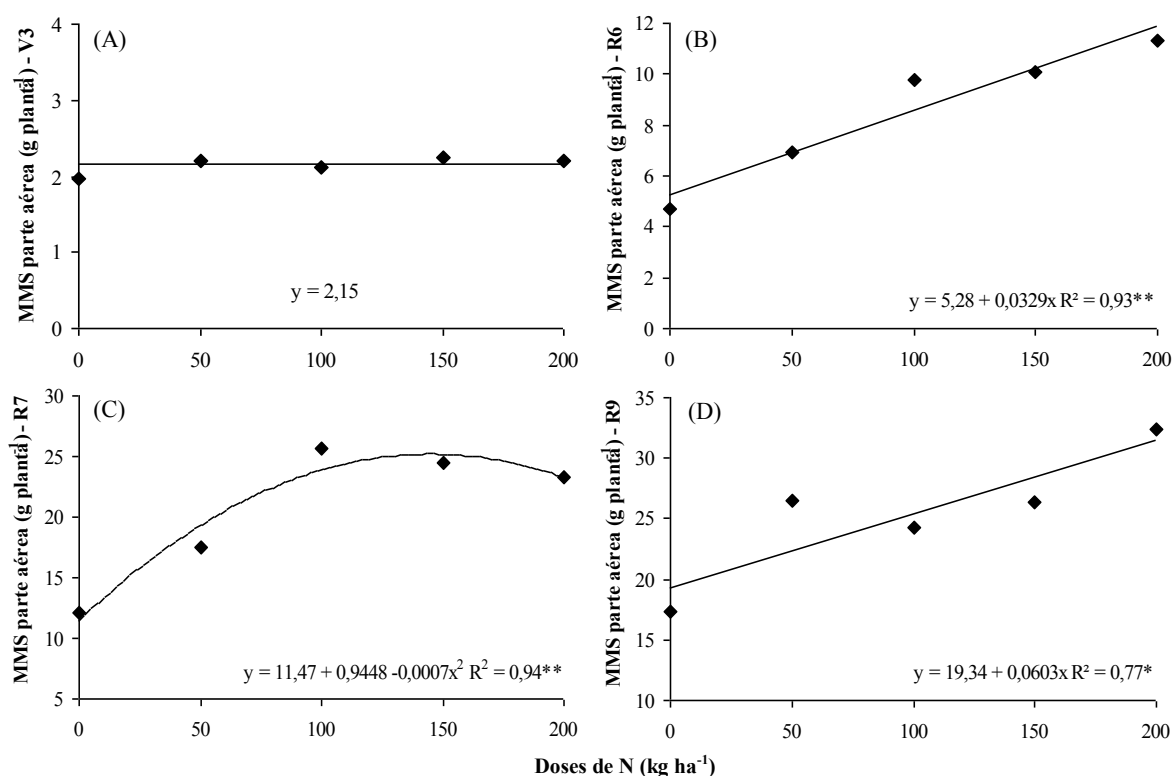 (A)
MMS parte aérea (g planta⁻¹) - V3
4
3
2
1
0
y = 2,15
0 50 100 150 200
(B)
MMS parte aérea (g planta⁻¹) - R6
12
10
8
6
4
2
0
y = 5,28 + 0,0329x R² = 0,93**
0 50 100 150 200
(C)
MMS parte aérea (g planta⁻¹) - R7
30
25
20
15
10
5
y = 11,47 + 0,9448 -0,0007x² R² = 0,94**
0 50 100 150 200
(D)
MMS parte aérea (g planta⁻¹) - R9
35
30
25
20
15
10
y = 19,34 + 0,0603x R² = 0,77*
0 50 100 150 200
Doses de N (kg ha⁻¹)